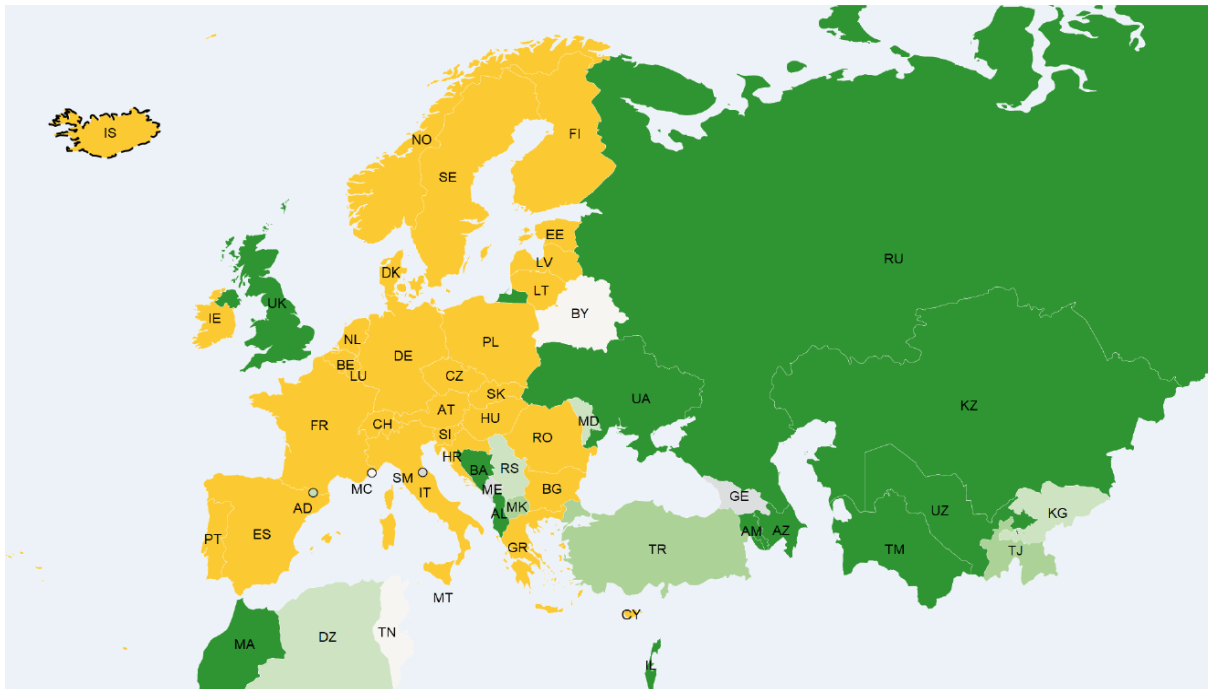 IS
NO
FI
SE
EE
RU
LV
DK
LT
UK
BY
IE
NL
DE
PL
BE
LU
CZ
SK
UA
KZ
AT
HU
MD
FR
CH
SI
RO
HR
BA
RS
SM
MC
IT
ME
BG
GE
AD
MK
AL
UZ
KG
PT
ES
AM
AZ
GR
TR
TM
TJ
MT
CY
MA
DZ
TN
IL